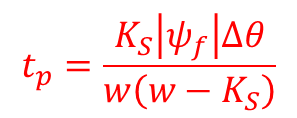 t_p = K_S|ψ_f|Δθ / w(w − K_S)